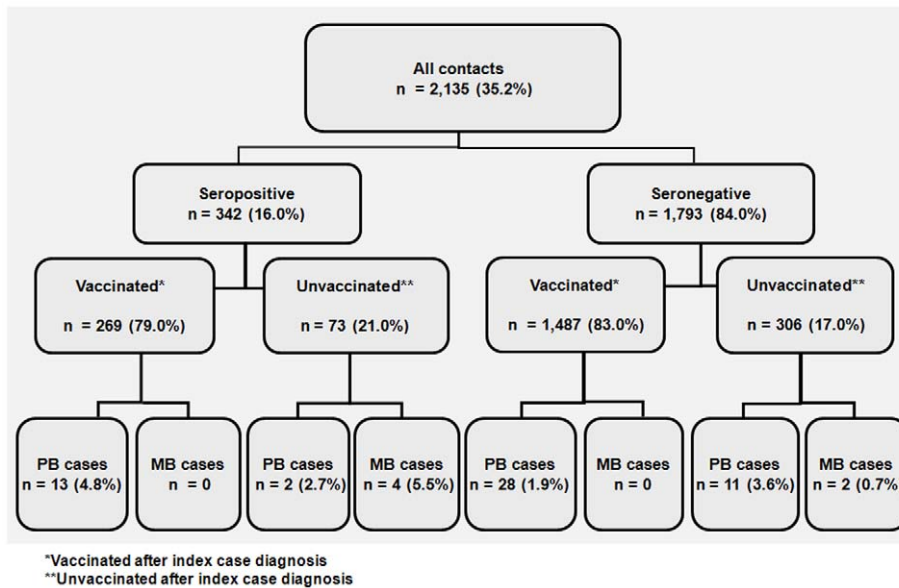 All contacts
n = 2,135 (35.2%)
Seropositive
n = 342 (16.0%)
Seronegative
n = 1,793 (84.0%)
Vaccinated*
n = 269 (79.0%)
Unvaccinated**
n = 73 (21.0%)
Vaccinated*
n = 1,487 (83.0%)
Unvaccinated**
n = 306 (17.0%)
PB cases
n = 13 (4.8%)
MB cases
n = 0
PB cases
n = 2 (2.7%)
MB cases
n = 4 (5.5%)
PB cases
n = 28 (1.9%)
MB cases
n = 0
PB cases
n = 11 (3.6%)
MB cases
n = 2 (0.7%
*Vaccinated after index case diagnosis
**Unvaccinated after index case diagnosis